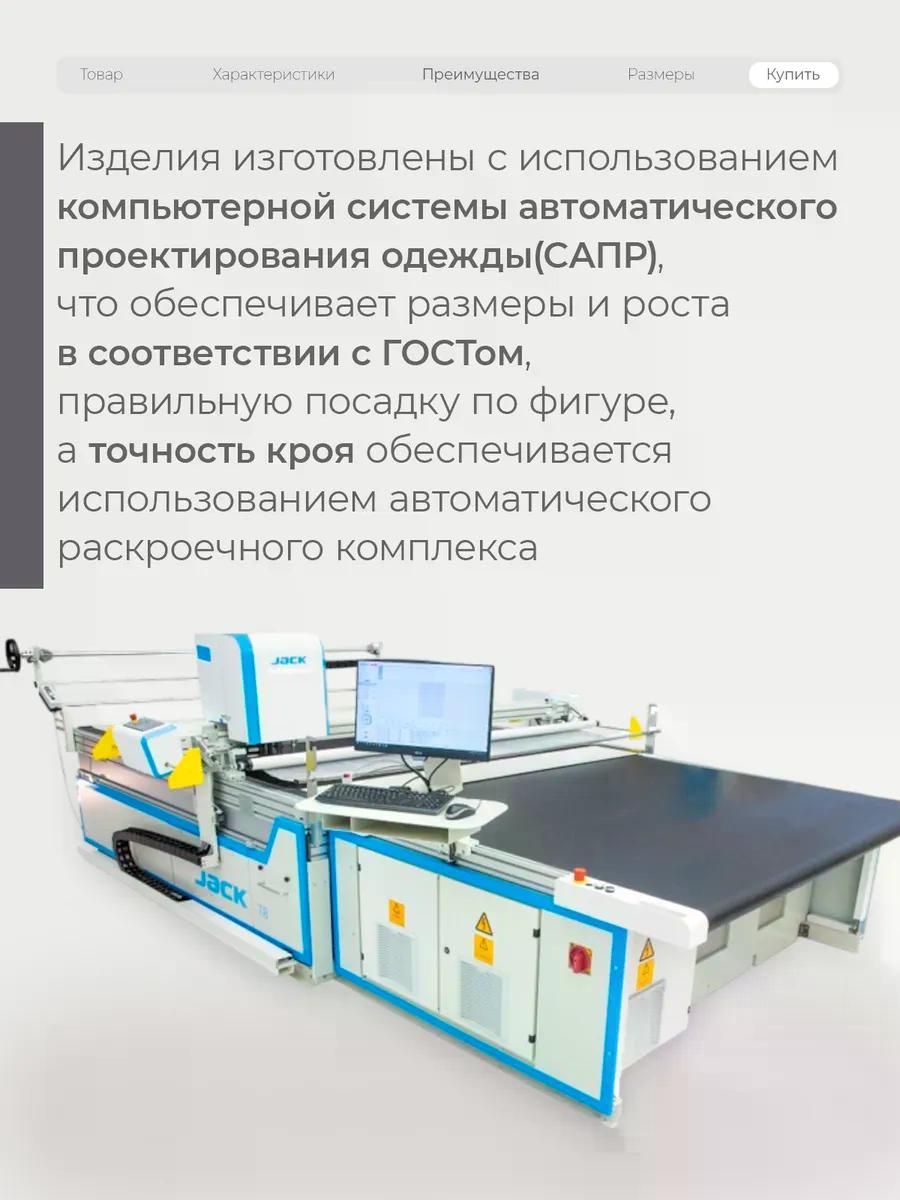 Товар
Характеристики
Преимущества
Размеры
Купить
Изделия изготовлены с использованием
компьютерной системы автоматического
проектирования одежды(САПР),
что обеспечивает размеры и роста
в соответствии с ГОСТом,
правильную посадку по фигуре,
а точность кроя обеспечивается
использованием автоматического
раскроечного комплекса
JACK
JACK T8